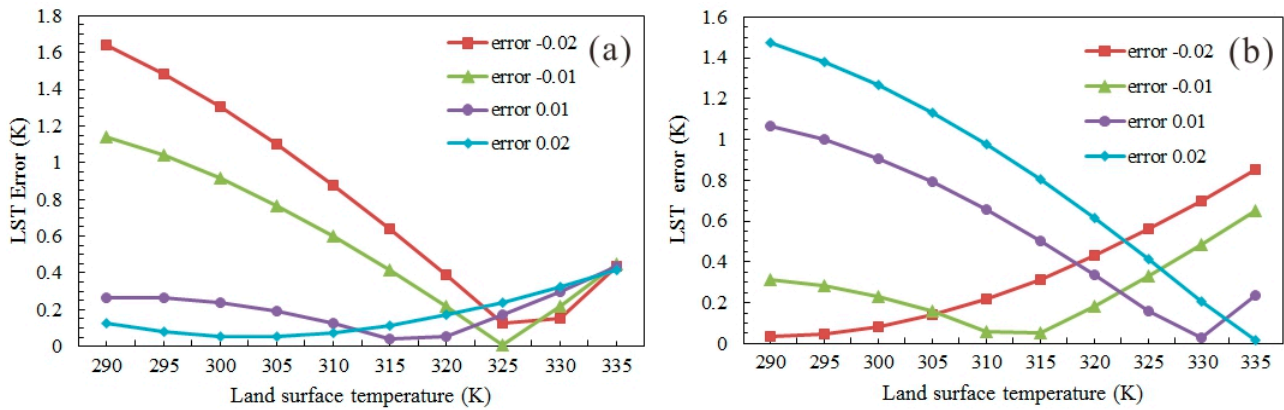 1.8
1.6
1.4
1.2
1
0.8
0.6
0.4
0.2
0
LST Error (K)
error -0.02
error -0.01
error 0.01
error 0.02
(a)
290 295 300 305 310 315 320 325 330 335
Land surface temperature (K)
1.6
1.4
1.2
1
0.8
0.6
0.4
0.2
0
LST error (K)
error -0.02
error -0.01
error 0.01
error 0.02
(b)
290 295 300 305 310 315 320 325 330 335
Land surface temperature (K)